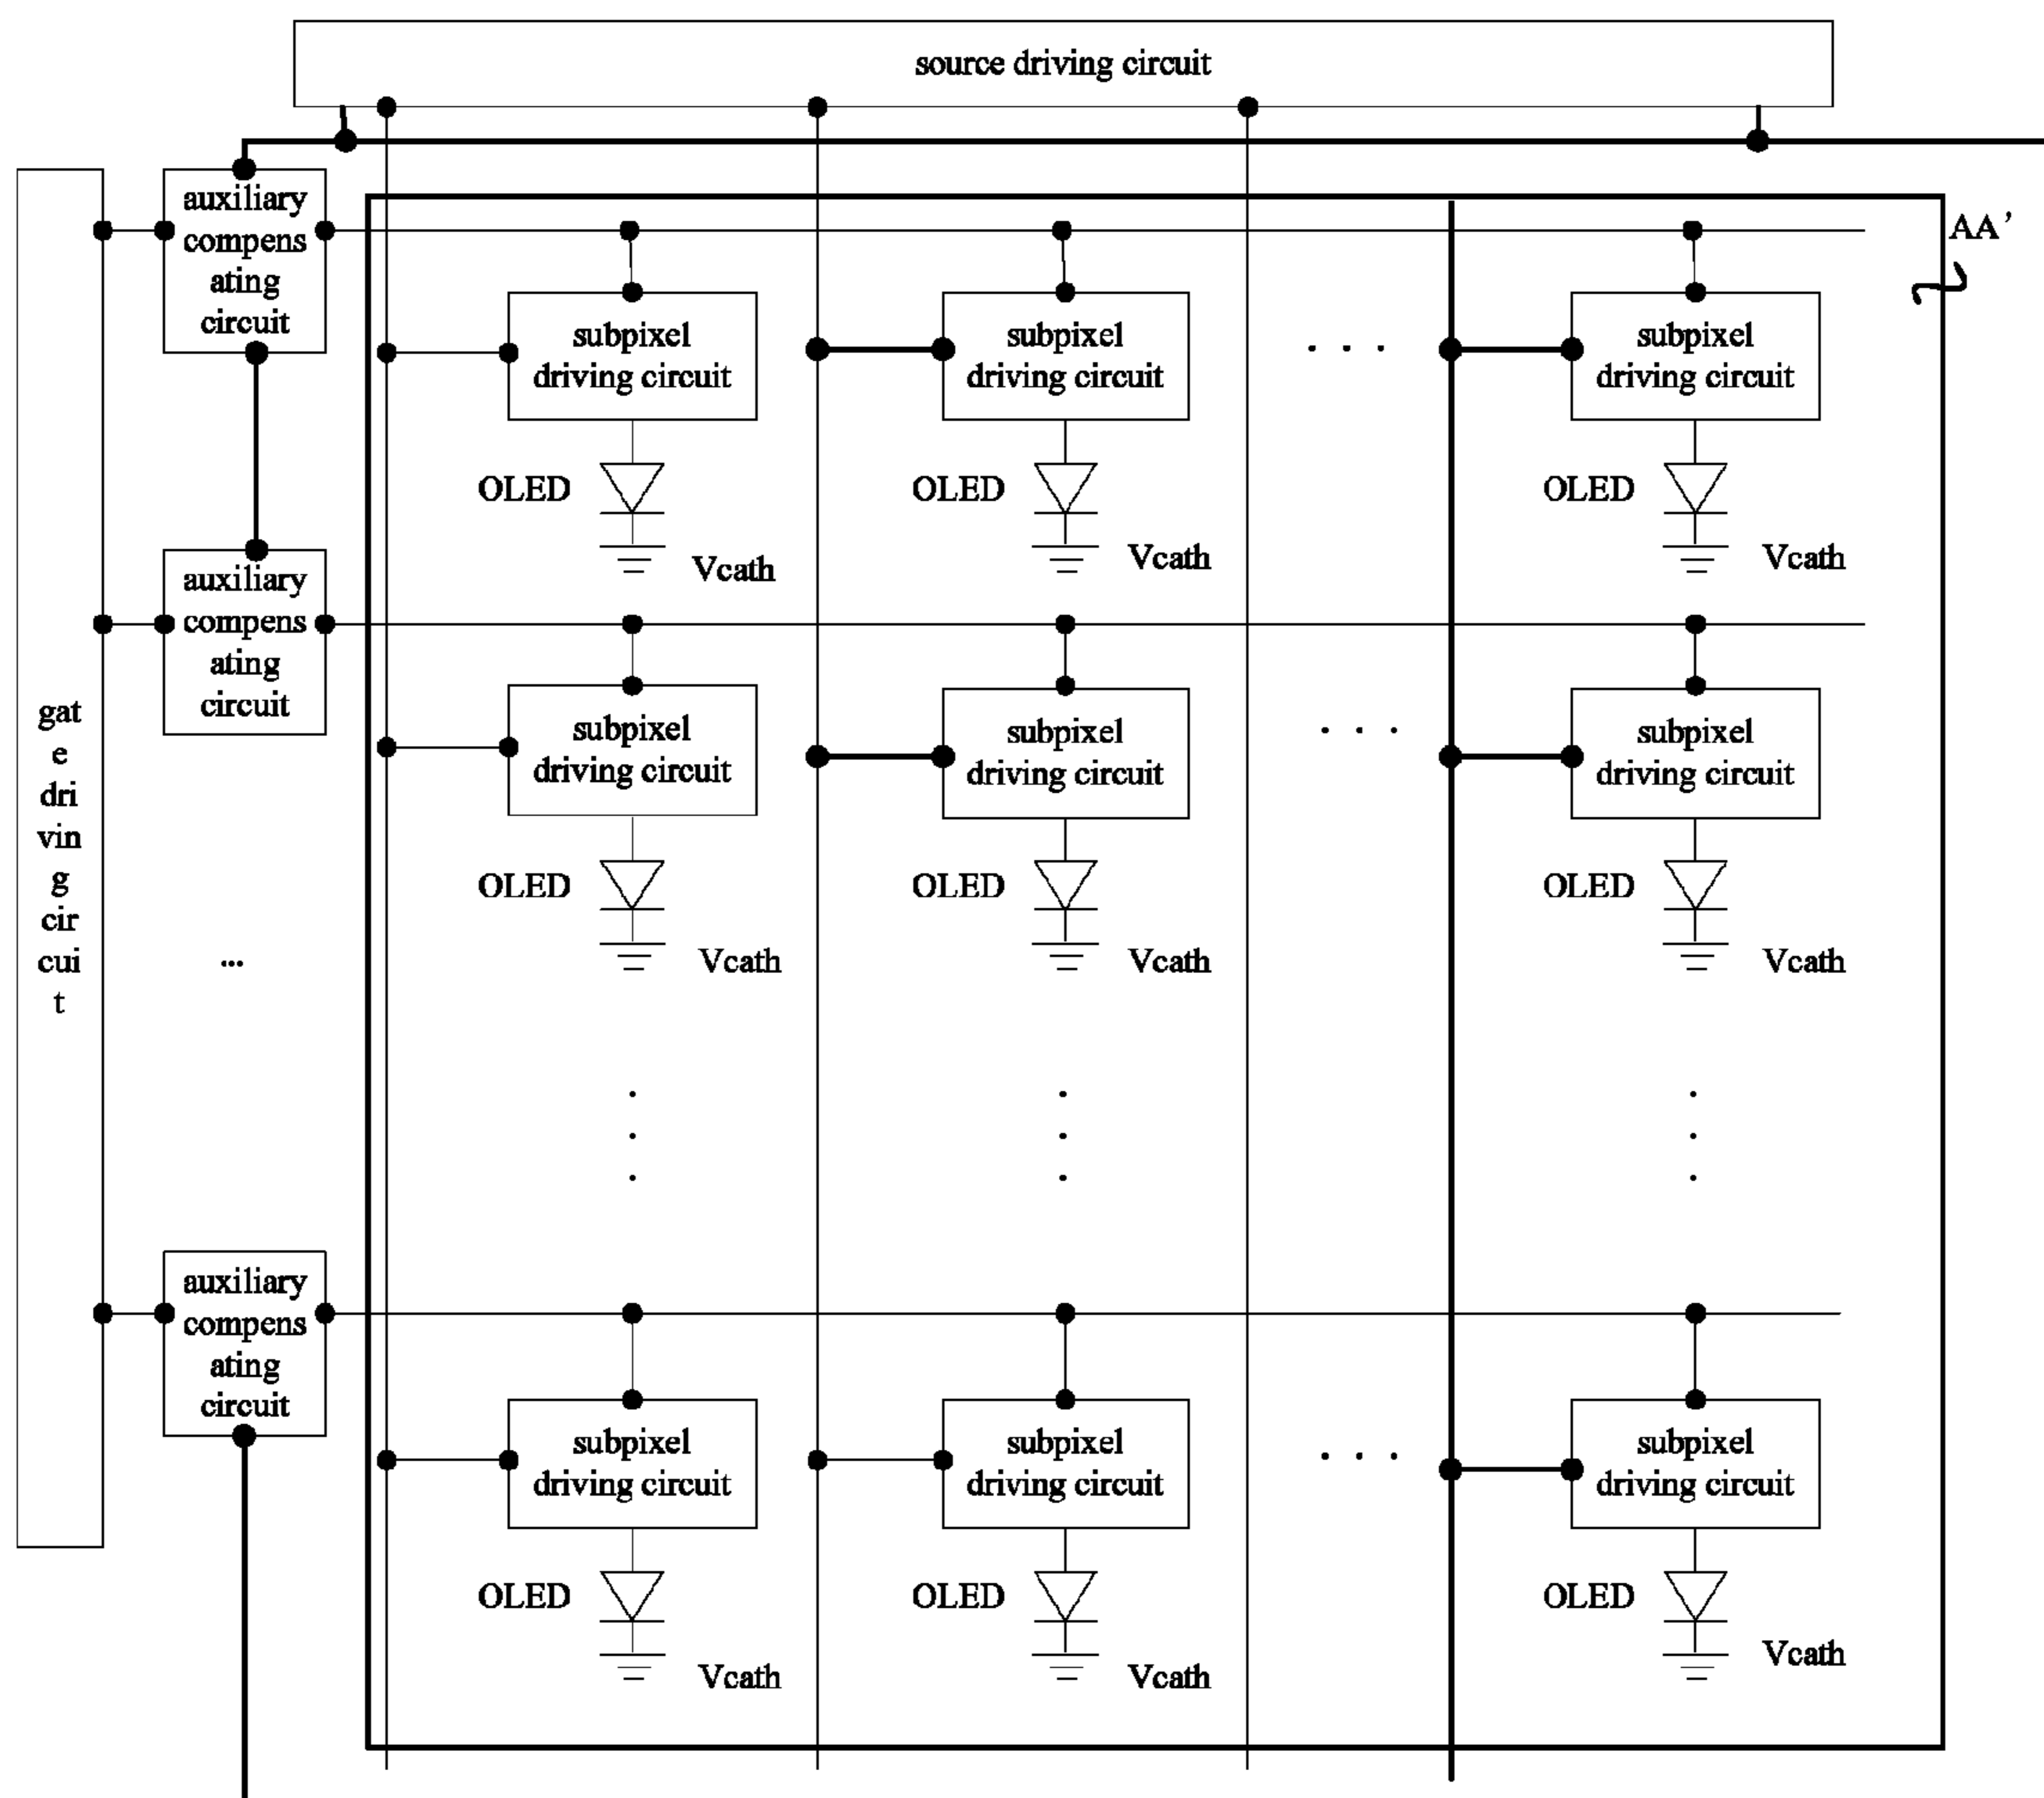 source driving circuit
auxiliary
compens
ating
circuit
AA'
subpixel
driving circuit
subpixel
driving circuit
. . .
subpixel
driving circuit
OLED
OLED
OLED
Vcath
Vcath
Vcath
auxiliary
compens
ating
circuit
subpixel
driving circuit
subpixel
driving circuit
. . .
subpixel
driving circuit
gat
e
dri
vin
g
cir
cui
t
OLED
OLED
OLED
Vcath
Vcath
Vcath
...
auxiliary
compens
ating
circuit
subpixel
driving circuit
subpixel
driving circuit
. . .
subpixel
driving circuit
OLED
OLED
OLED
Vcath
Vcath
Vcath